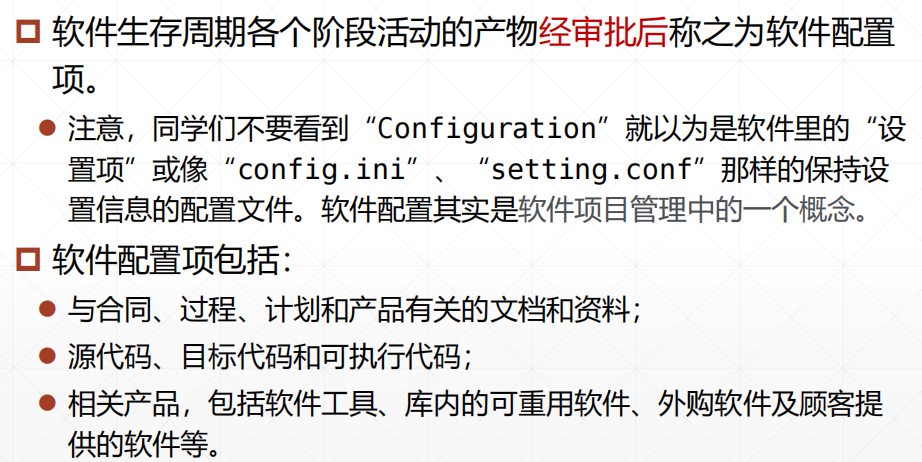 软件生存周期各个阶段活动的产物经审批后称之为软件配置
项。
注意，同学们不要看到“Configuration”就以为是软件里的“设
置项”或像“config.ini”、“setting.conf”那样的保持设
置信息的配置文件。软件配置其实是软件项目管理中的一个概念。
软件配置项包括：
与合同、过程、计划和产品有关的文档和资料；
源代码、目标代码和可执行代码；
相关产品，包括软件工具、库内的可重用软件、外购软件及顾客提
供的软件等。